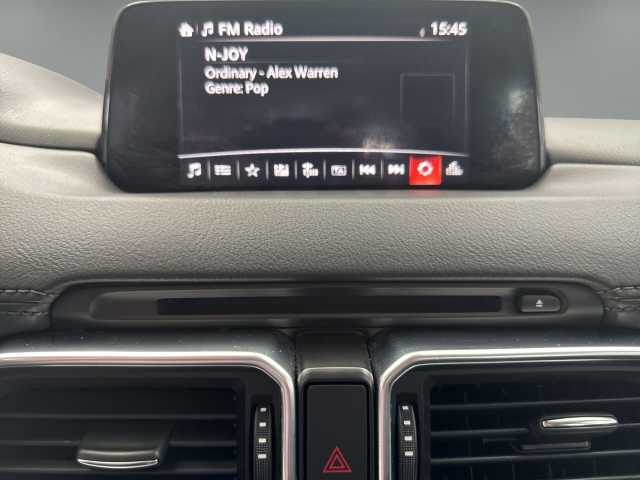 FM Radio 15:45
N-JOY
Ordinary - Alex Warren
Genre: Pop